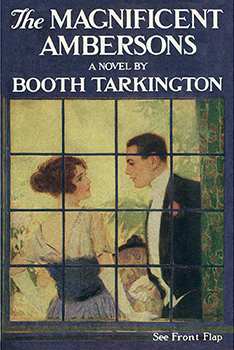 The MAGNIFICENT
AMBERSONS
A NOVEL BY
BOOTH TARKINGTON
See Front Flap